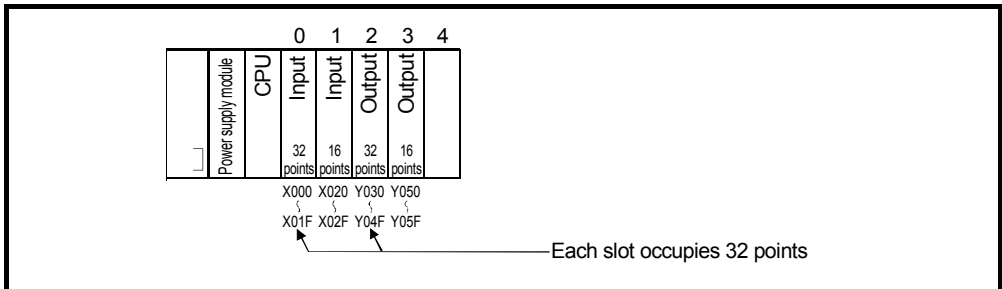 0 1 2 3 4
Power supply module
CPU
Input
Input
Output
Output
32 points
16 points
32 points
16 points
X000 X020 Y030 Y050
X01F X02F Y04F Y05F
Each slot occupies 32 points